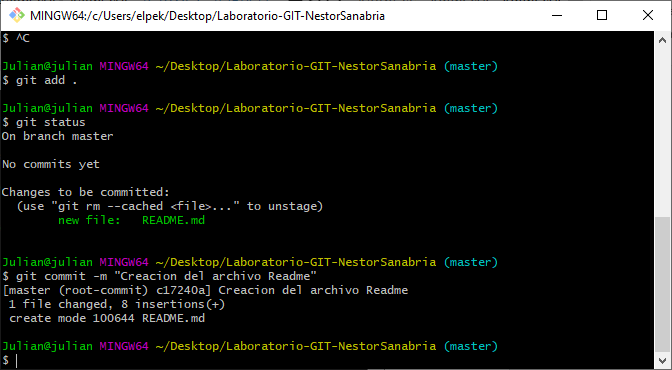 MINGW64:/c/Users/elpek/Desktop/Laboratorio-GIT-NestorSanabria
$ ^C
Julian@julian MINGW64 ~/Desktop/Laboratorio-GIT-NestorSanabria (master)
$ git add .
Julian@julian MINGW64 ~/Desktop/Laboratorio-GIT-NestorSanabria (master)
$ git status
On branch master
No commits yet
Changes to be committed:
  (use "git rm --cached <file>..." to unstage)
        new file:   README.md
Julian@julian MINGW64 ~/Desktop/Laboratorio-GIT-NestorSanabria (master)
$ git commit -m "Creacion del archivo Readme"
[master (root-commit) c17240a] Creacion del archivo Readme
 1 file changed, 8 insertions(+)
 create mode 100644 README.md
Julian@julian MINGW64 ~/Desktop/Laboratorio-GIT-NestorSanabria (master)
$